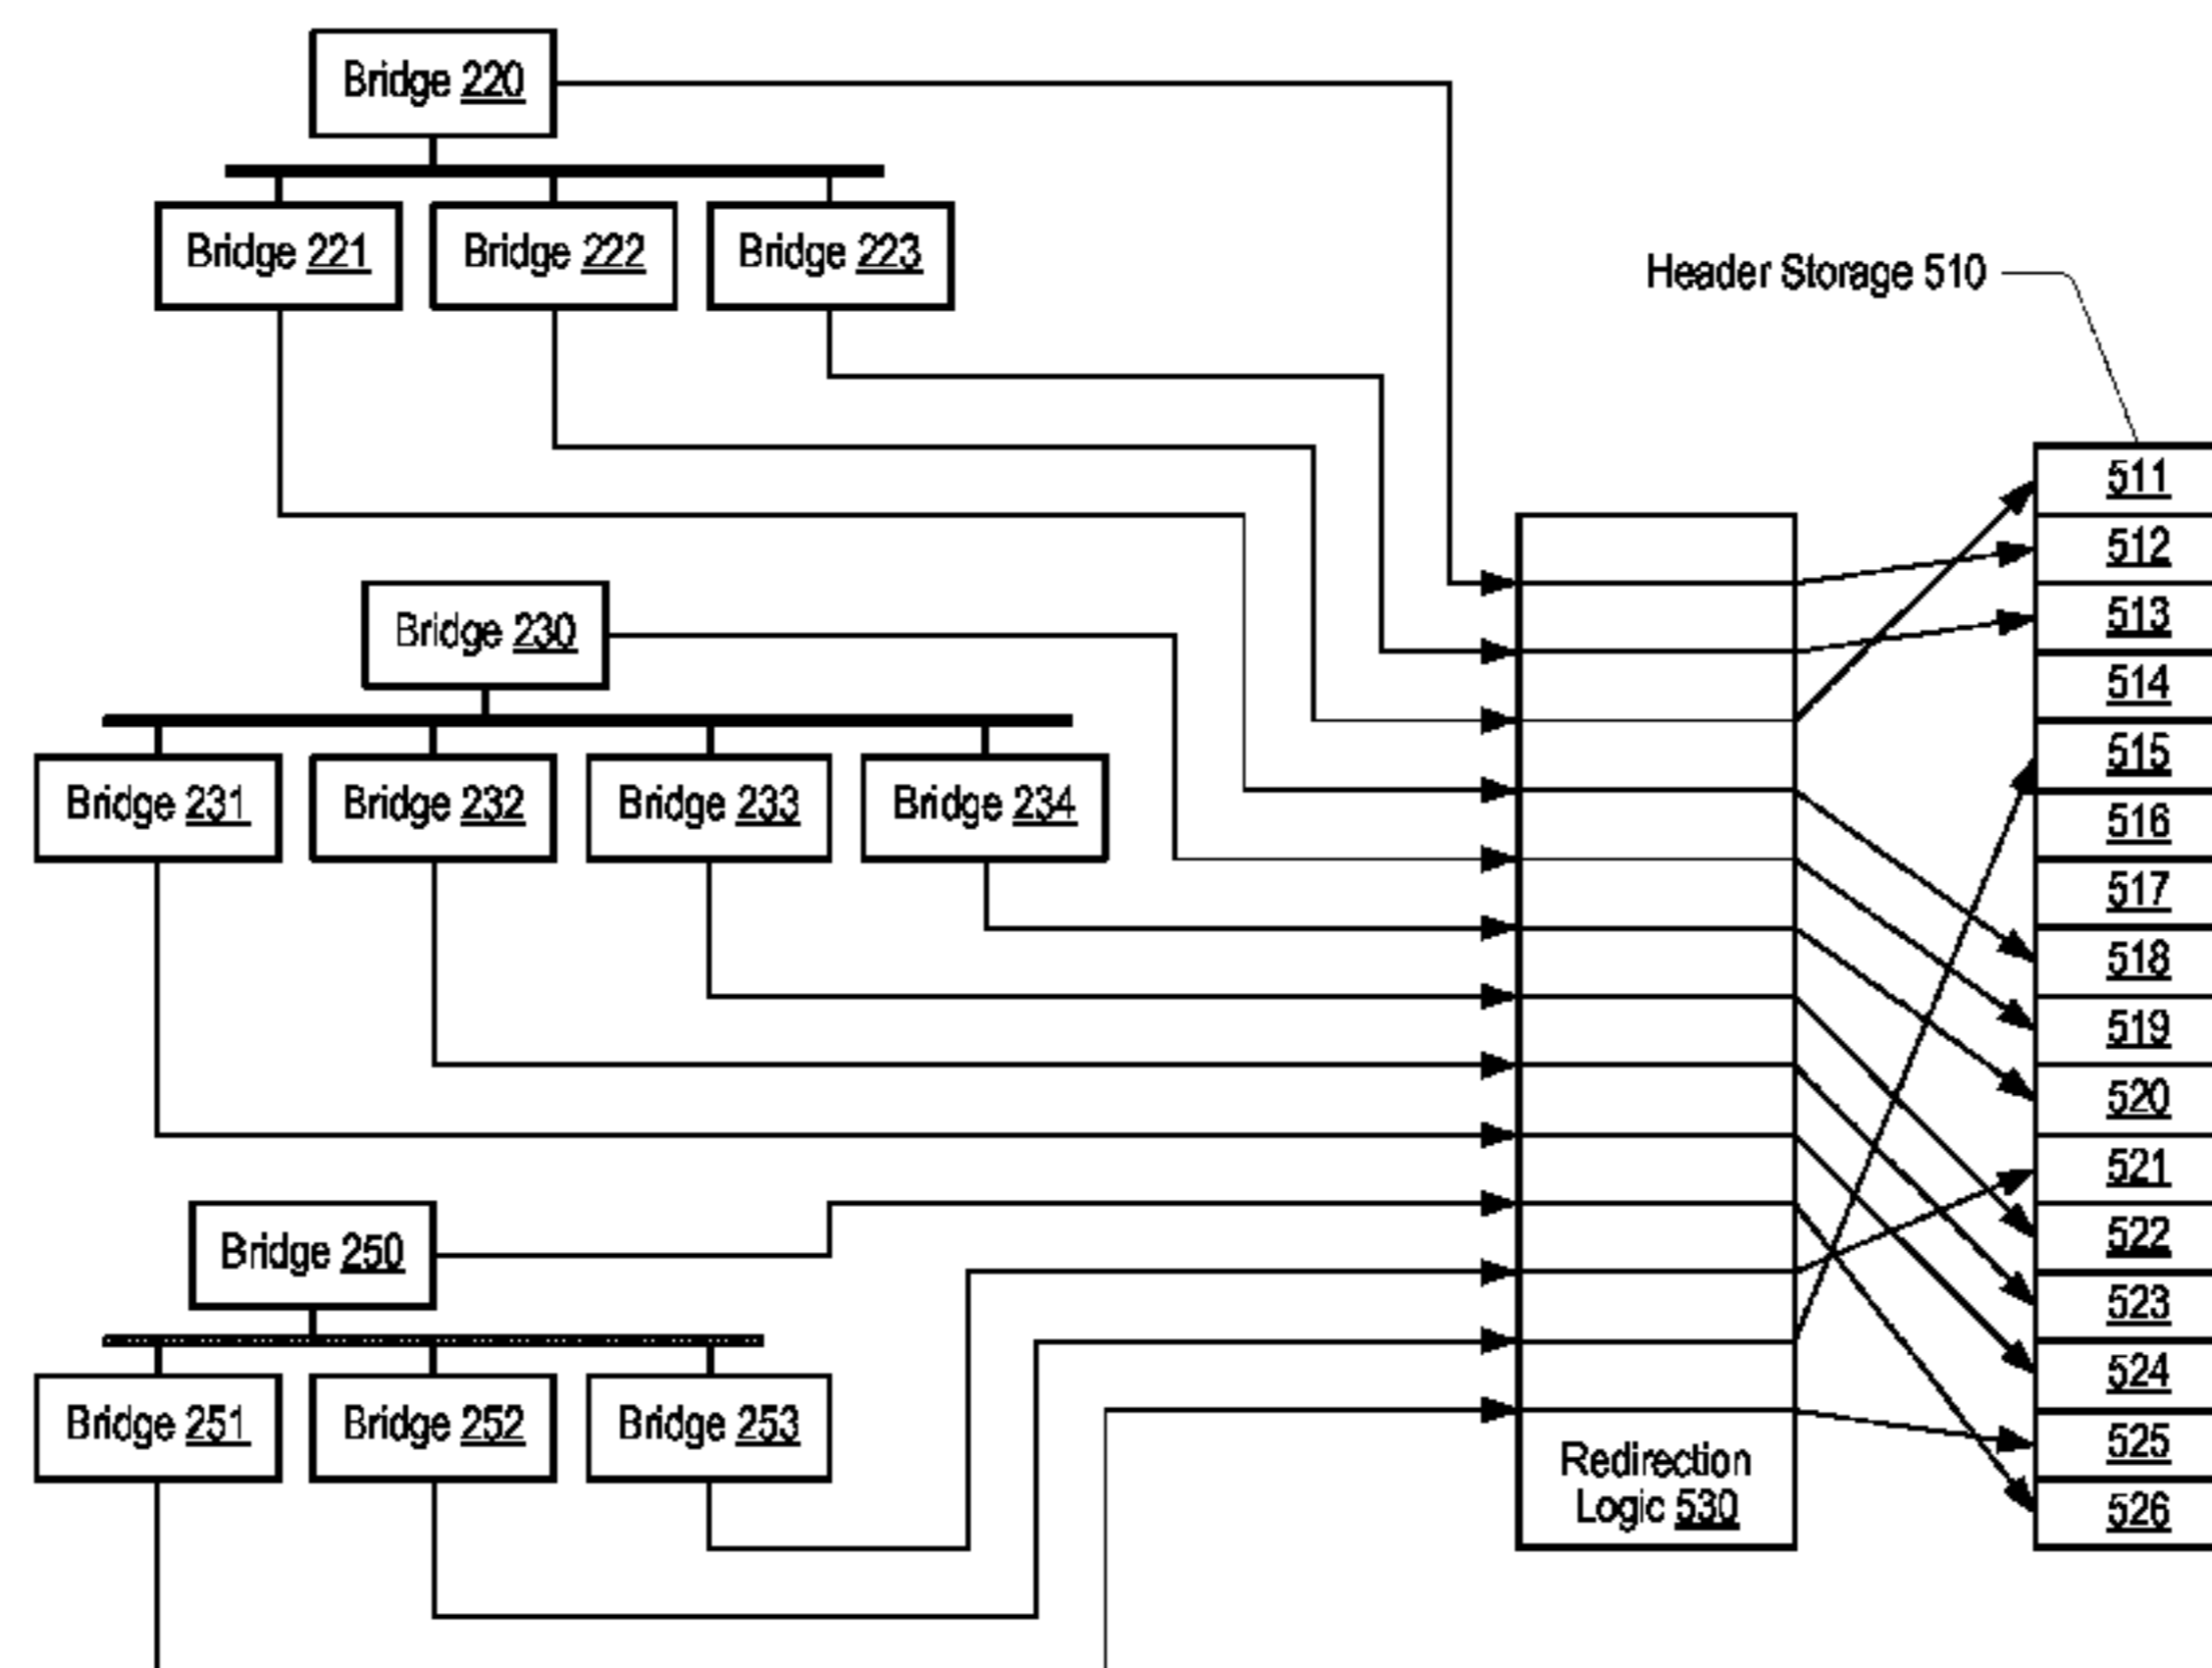 Bridge 220
Bridge 221
Bridge 222
Bridge 223
Header Storage 510
511
512
513
514
515
516
517
518
519
520
521
522
523
524
525
526
Bridge 230
Bridge 231
Bridge 232
Bridge 233
Bridge 234
Bridge 250
Bridge 251
Bridge 252
Bridge 253
Redirection
Logic 530